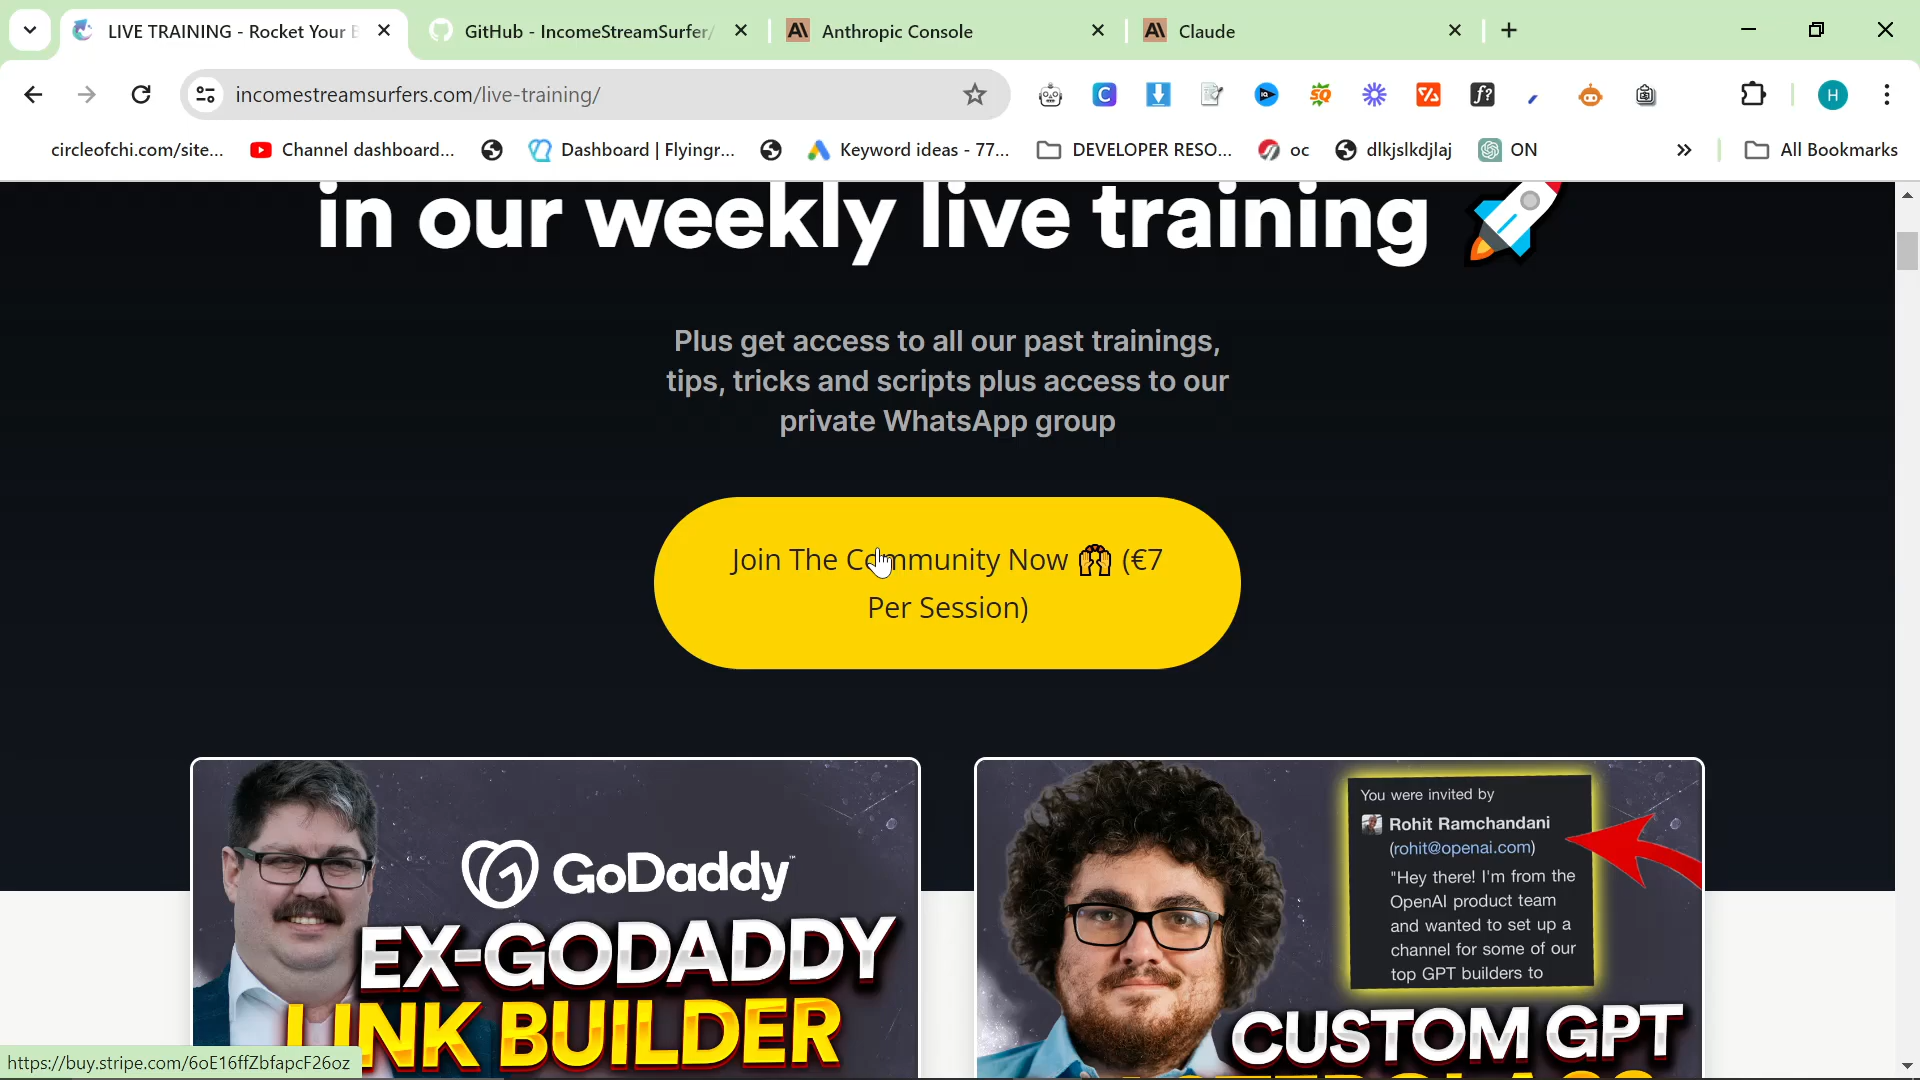 LIVE TRAINING - Rocket Your B
GitHub - IncomeStreamSurfer/
Anthropic Console
Claude
incomestreamsurfers.com/live-training/
H
circleofchi.com/site...
Channel dashboard...
Dashboard | Flyingr...
Keyword ideas - 77...
DEVELOPER RESO...
oc
dlkjslkdjlaj
ON
All Bookmarks
in our weekly live training
Plus get access to all our past trainings,
tips, tricks and scripts plus access to our
private WhatsApp group
Join The Community Now 🙌 (€7
Per Session)
GoDaddy
EX-GODADDY
LINK BUILDER
You were invited by
Rohit Ramchandani
(rohit@openai.com)
"Hey there! I'm from the
OpenAI product team
and wanted to set up a
channel for some of our
top GPT builders to
CUSTOM GPT
https://buy.stripe.com/6oE16ffZbfapcF26oz